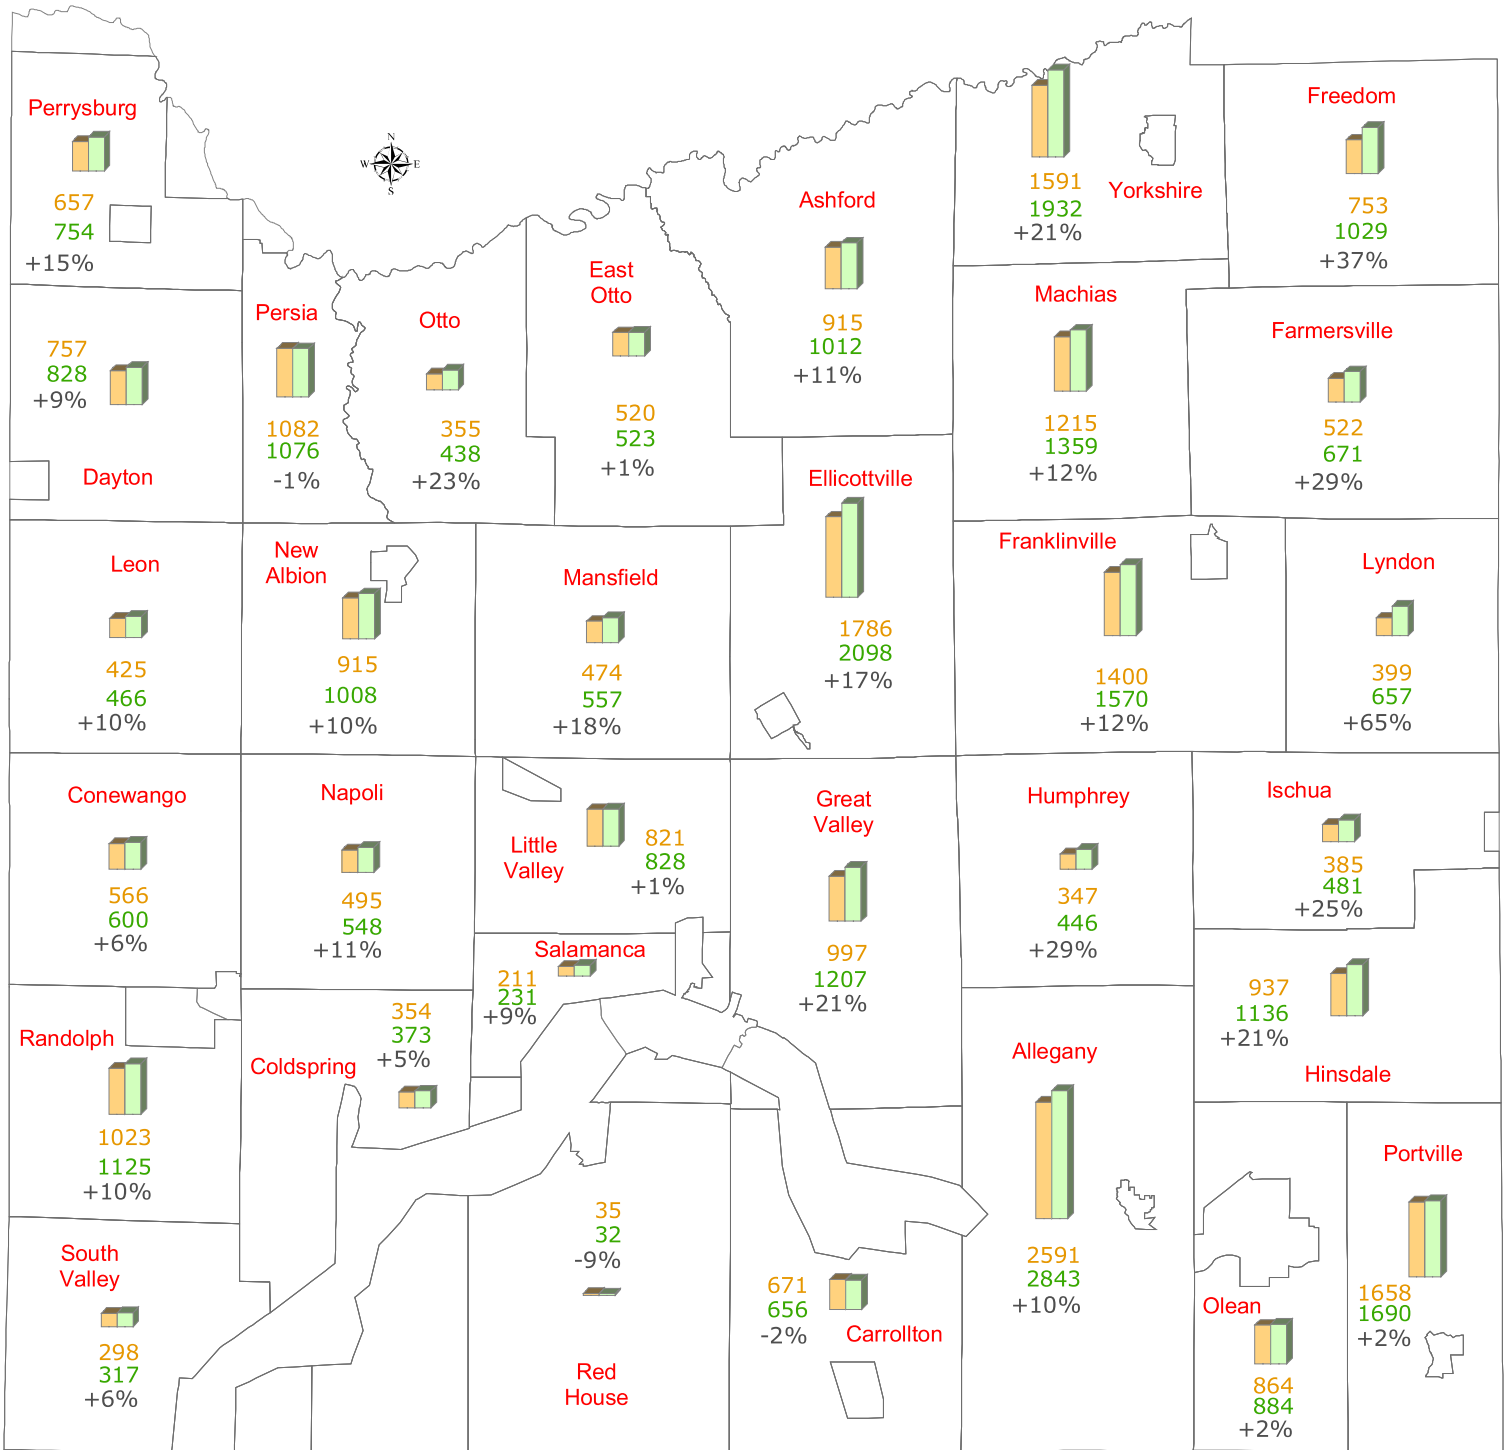 Perrysburg
657
754
+15%
N
W
E
S
Ashford
915
1012
+11%
1591
1932
+21%
Yorkshire
Freedom
753
1029
+37%
757
828
+9%
Dayton
Persia
1082
1076
-1%
Otto
355
438
+23%
East
Otto
520
523
+1%
Machias
1215
1359
+12%
Farmersville
522
671
+29%
Leon
425
466
+10%
New
Albion
915
1008
+10%
Mansfield
474
557
+18%
Ellicottville
1786
2098
+17%
Franklinville
1400
1570
+12%
Lyndon
399
657
+65%
Conewango
566
600
+6%
Napoli
495
548
+11%
Little
Valley
821
828
+1%
Great
Valley
997
1207
+21%
Humphrey
347
446
+29%
Ischua
385
481
+25%
Salamanca
211
231
+9%
937
1136
+21%
Hinsdale
Randolph
1023
1125
+10%
354
373
+5%
Coldspring
Allegany
2591
2843
+10%
South
Valley
298
317
+6%
35
32
-9%
Red
House
671
656
-2%
Carrollton
Olean
864
884
+2%
Portville
1658
1690
+2%